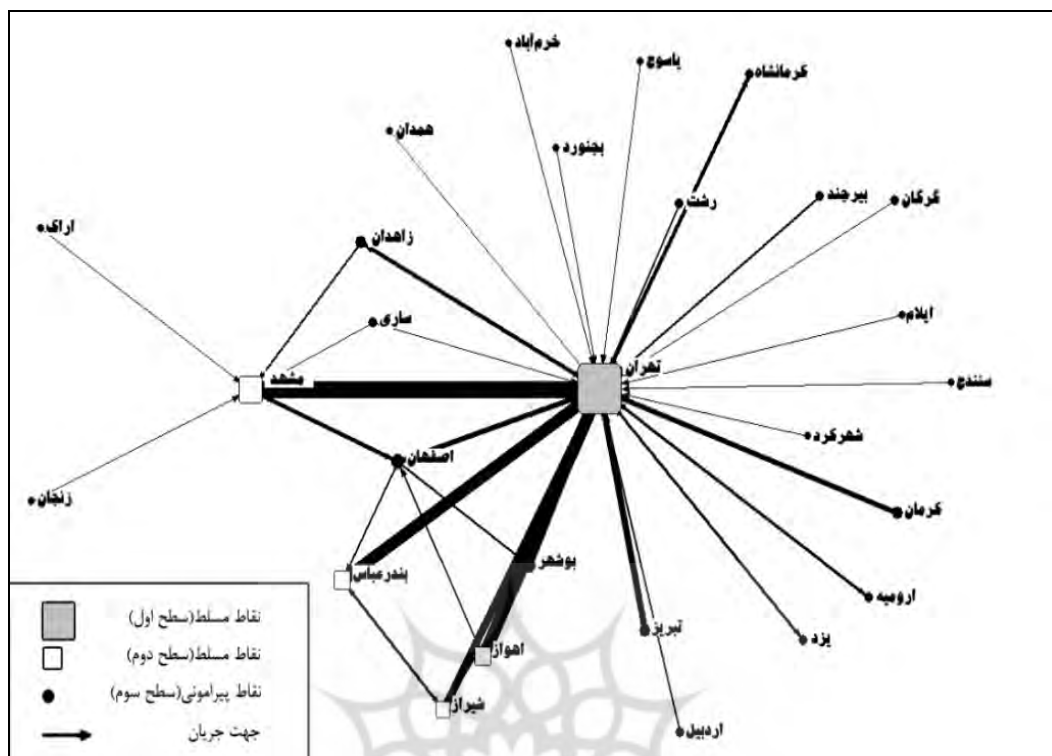 خرم‌آباد
یاسوج
کرمانشاه
همدان
بجنورد
بیرجند
گرگان
رشت
اراک
زاهدان
ایلام
ساری
تهران
مشهد
سنندج
شهرکرد
اصفهان
زنجان
کرمان
بوشهر
بندرعباس
ارومیه
تبریز
یزد
اهواز
شیراز
اردبیل
نقاط مسلط(سطح اول)
نقاط مسلط(سطح دوم)
نقاط پیرامونی(سطح سوم)
جهت جریان